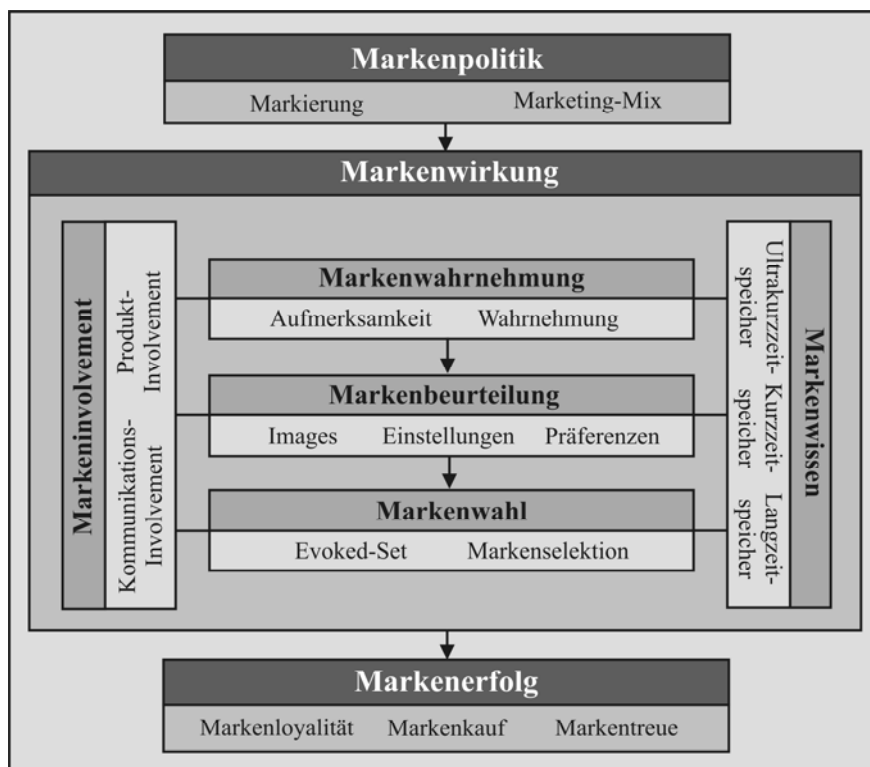 Markenpolitik
Markierung Marketing-Mix
Markenwirkung
Markeninvolvement
Produkt-
Involvement
Kommunikations-
Involvement
Markenwahrnehmung
Aufmerksamkeit Wahrnehmung
Markenbeurteilung
Images Einstellungen Präferenzen
Markenwahl
Evoked-Set Markenselektion
Ultrakurzzeit-
speicher
Kurzzeit-
speicher
Langzeit-
speicher
Markenwissen
Markenerfolg
Markenloyalität Markenkauf Markentreue